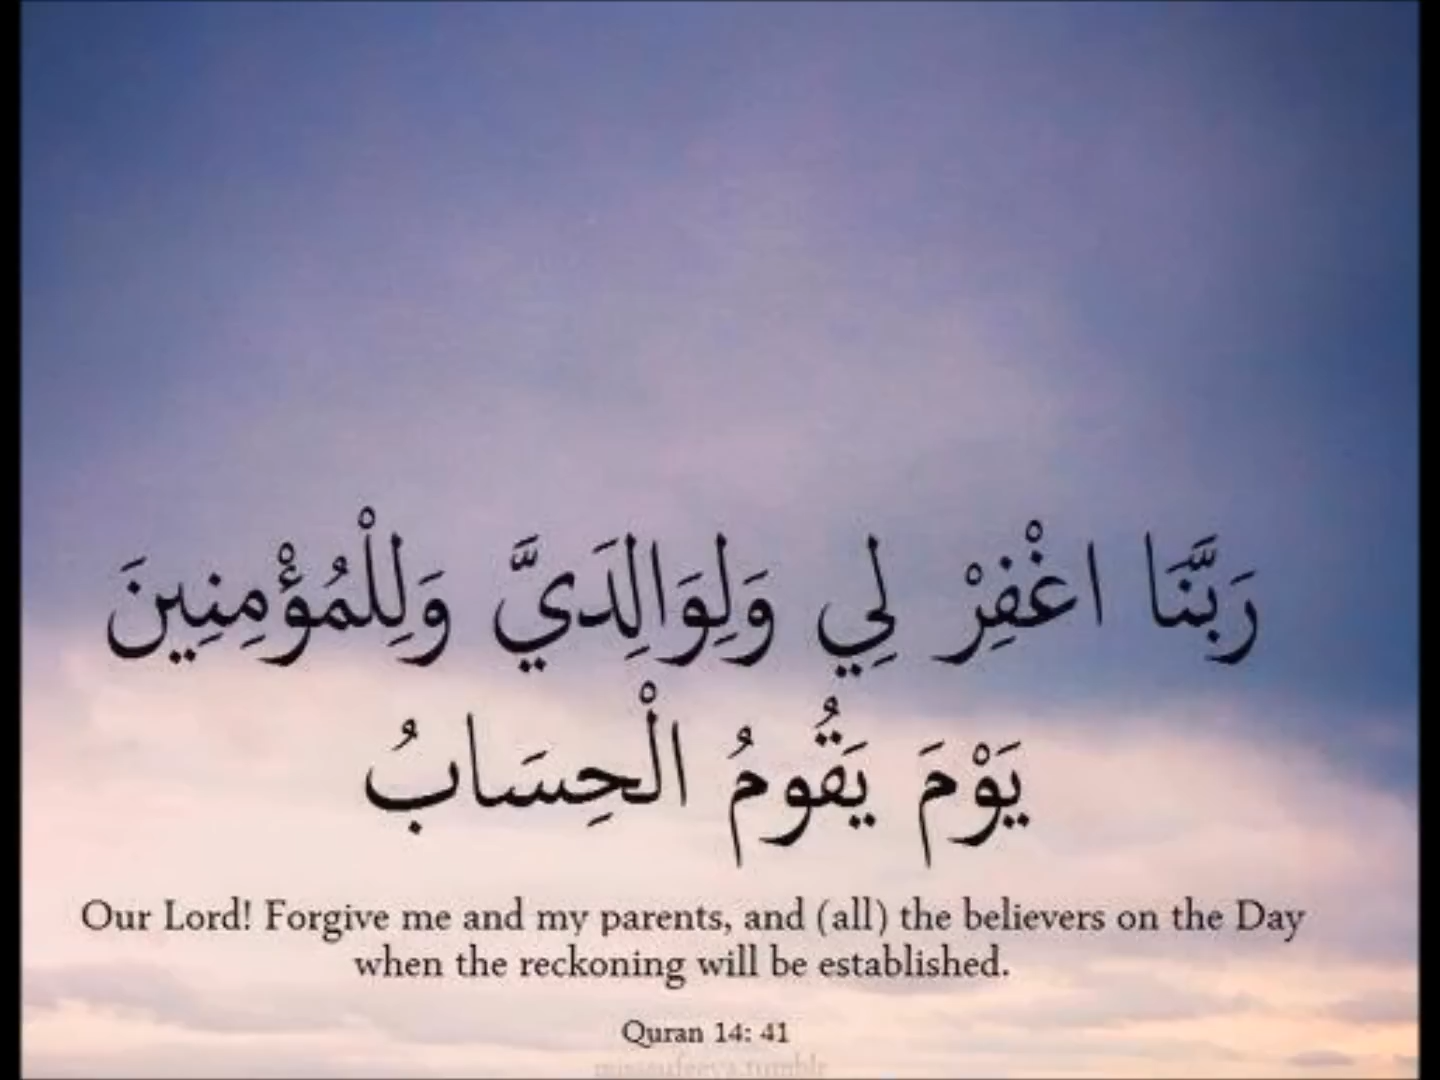 رَبَّنَا اغْفِرْ لِي وَلِوَالِدَيَّ وَلِلْمُؤْمِنِينَ
يَوْمَ يَقُومُ الْحِسَابُ
Our Lord! Forgive me and my parents, and (all) the believers on the Day
when the reckoning will be established.
Quran 14: 41